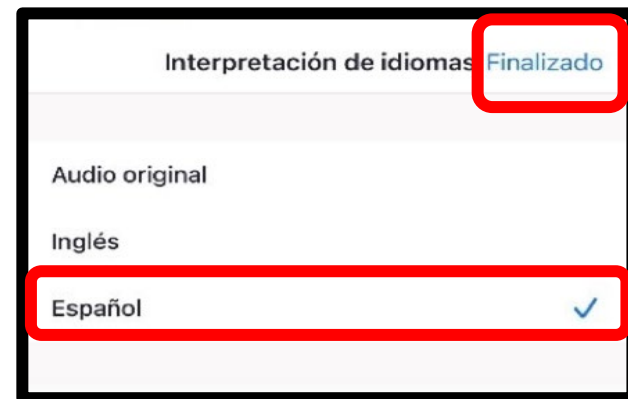 Interpretación de idiomas Finalizado
Audio original
Inglés
Español